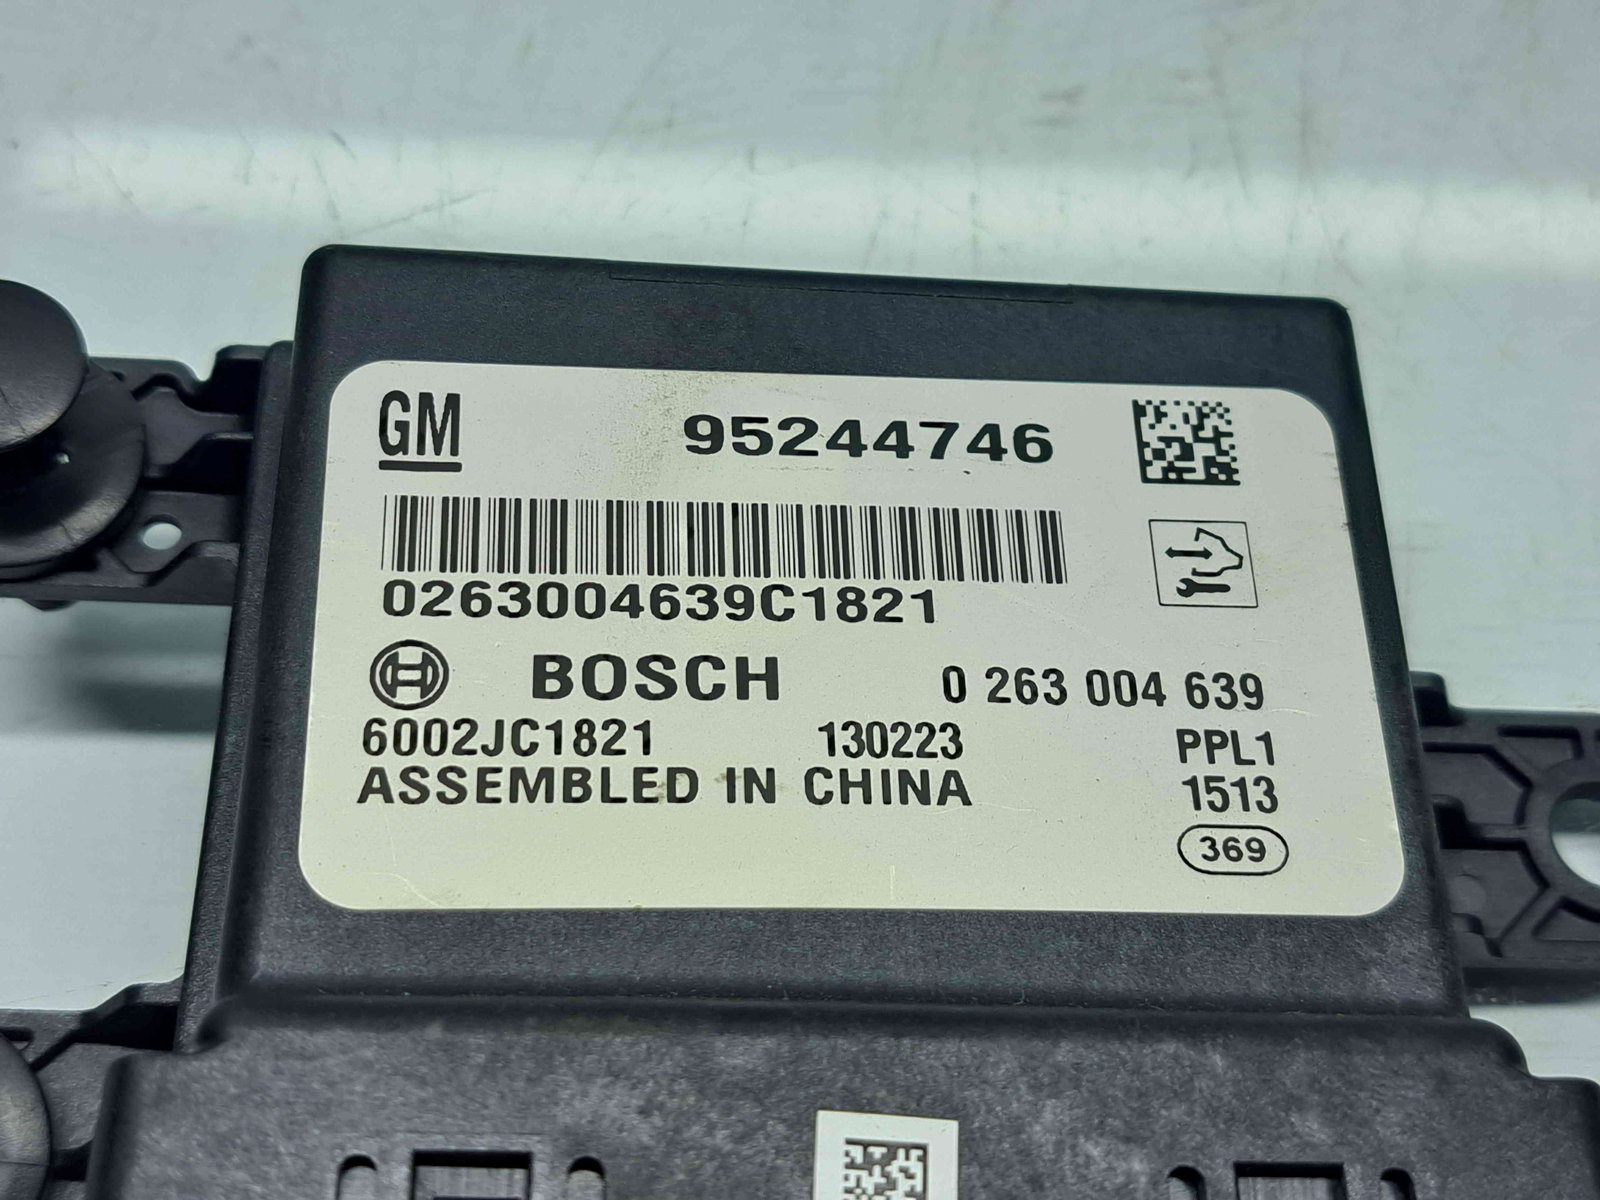 GM 95244746
0263004639C1821
BOSCH 0 263 004 639
6002JC1821 130223 PPL1
ASSEMBLED IN CHINA 1513
369